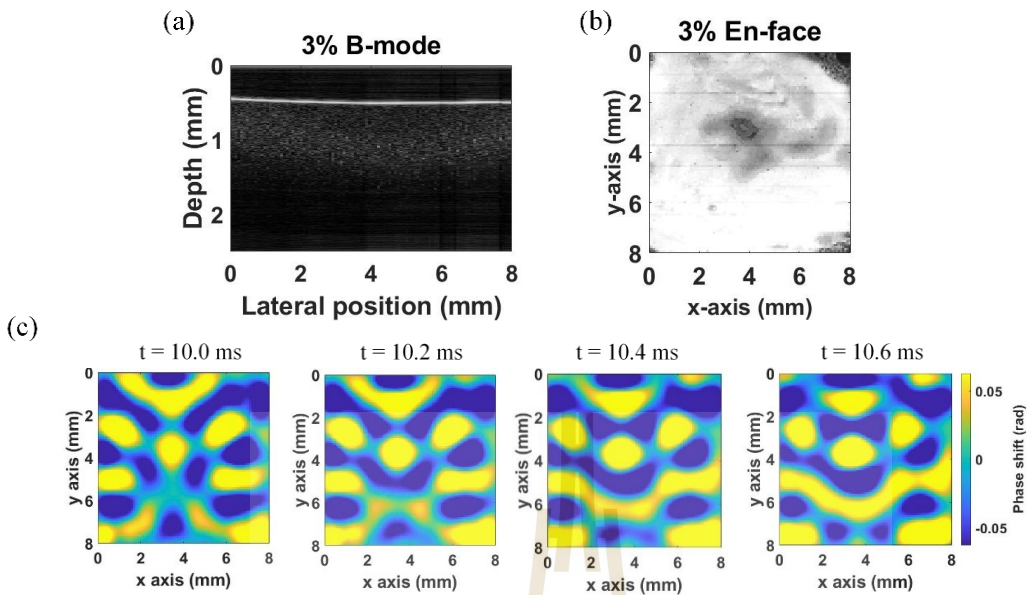 (a)
3% B-mode
0
1
2
Depth (mm)
0 2 4 6 8
Lateral position (mm)
(b)
3% En-face
0
2
4
6
8
y-axis (mm)
0 2 4 6 8
x-axis (mm)
(c)
t = 10.0 ms
0
2
4
6
8
y axis (mm)
0 2 4 6 8
x axis (mm)
t = 10.2 ms
0
2
4
6
8
y axis (mm)
0 2 4 6 8
x axis (mm)
t = 10.4 ms
0
2
4
6
8
y axis (mm)
0 2 4 6 8
x axis (mm)
t = 10.6 ms
0
2
4
6
8
y axis (mm)
0 2 4 6 8
x axis (mm)
0.05
0
-0.05
Phase shift (rad)